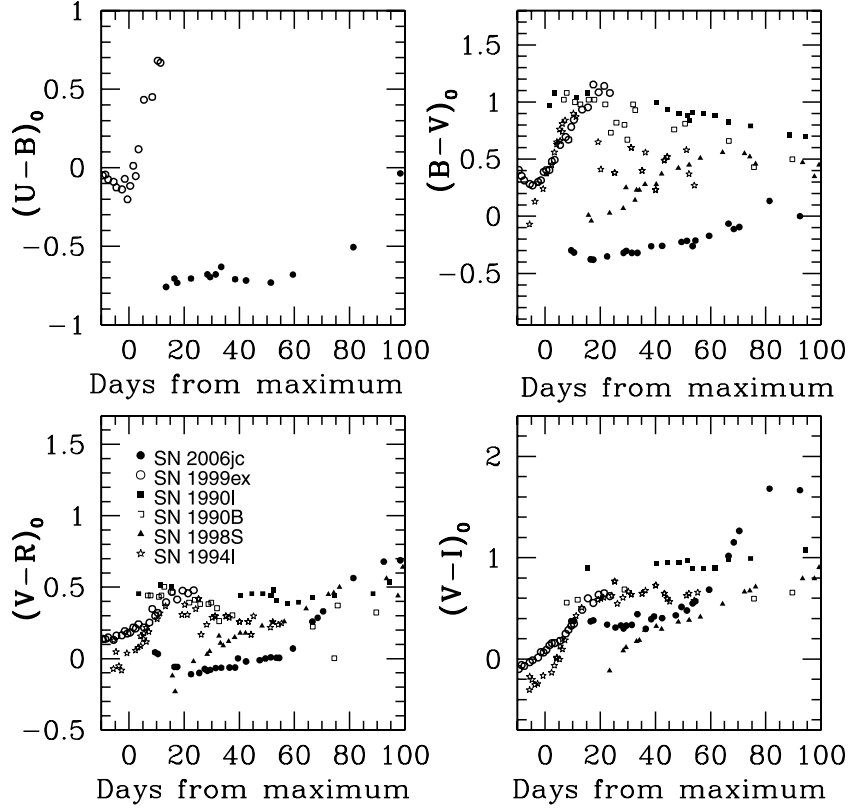 1
0.5
0
−0.5
−1
(U−B)0
0 20 40 60 80 100
Days from maximum
1.5
1
0.5
0
−0.5
(B−V)0
0 20 40 60 80 100
Days from maximum
1.5
1
0.5
0
−0.5
(V−R)0
SN 2006jc
SN 1999ex
SN 1990I
SN 1990B
SN 1998S
SN 1994I
0 20 40 60 80 100
Days from maximum
2
1
0
(V−I)0
0 20 40 60 80 100
Days from maximum